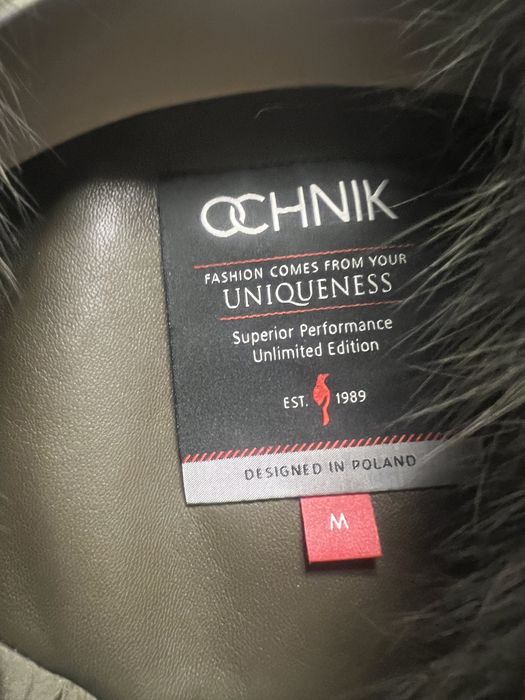 OCHNIK
FASHION COMES FROM YOUR
UNIQUENESS
Superior Performance
Unlimited Edition
EST. 1989
DESIGNED IN POLAND
M